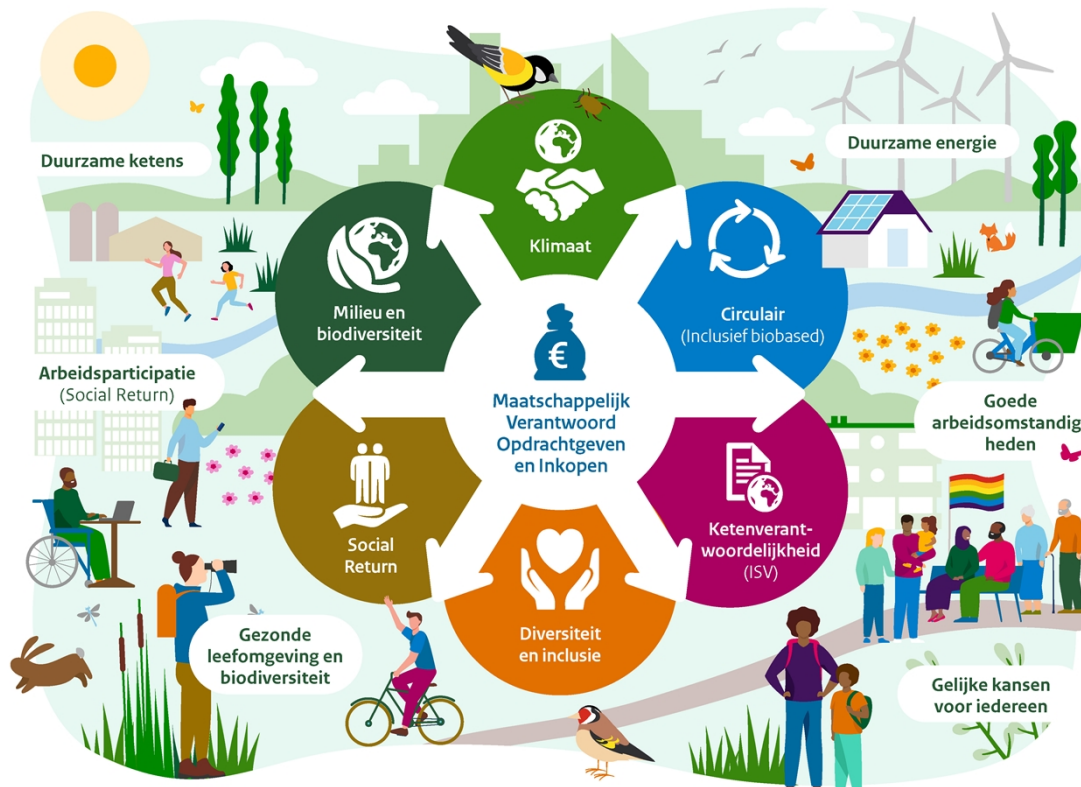 Duurzame ketens
Duurzame energie
Klimaat
Milieu en
biodiversiteit
Circulair
(Inclusief biobased)
€
Maatschappelijk
Verantwoord
Opdrachtgeven
en Inkopen
Arbeidsparticipatie
(Social Return)
Goede
arbeidsomstandig
heden
Social
Return
Ketenverant-
woordelijkheid
(ISV)
Diversiteit
en inclusie
Gezonde
leefomgeving en
biodiversiteit
Gelijke kansen
voor iedereen